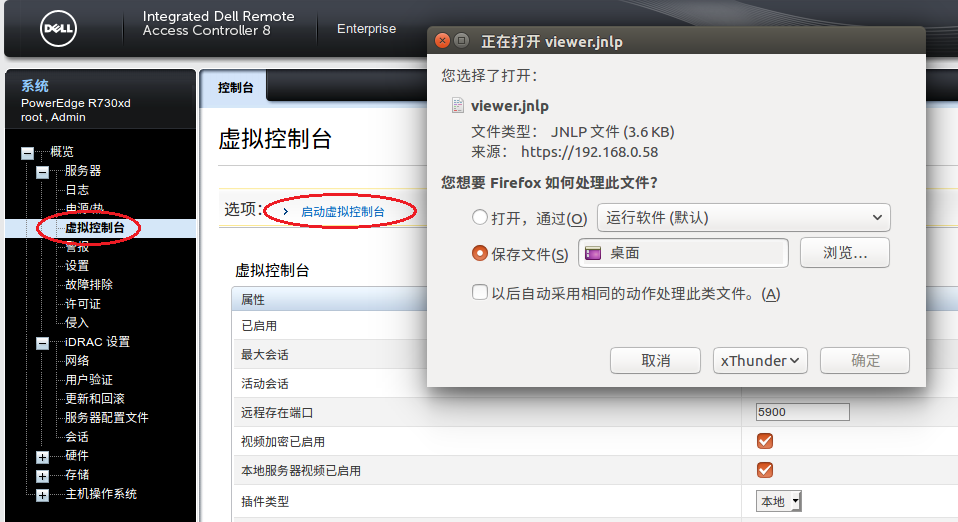 DELL
Integrated Dell Remote
Access Controller 8
Enterprise
系统
PowerEdge R730xd
root , Admin
概览
服务器
日志
电源/热
虚拟控制台
警报
设置
故障排除
许可证
侵入
iDRAC 设置
网络
用户验证
更新和回滚
服务器配置文件
会话
硬件
存储
主机操作系统
控制台
虚拟控制台
选项：
启动虚拟控制台
虚拟控制台
属性
已启用
最大会话
活动会话
远程存在端口
5900
视频加密已启用
本地服务器视频已启用
插件类型
本地
正在打开 viewer.jnlp
您选择了打开：
viewer.jnlp
文件类型： JNLP 文件 (3.6 KB)
来源： https://192.168.0.58
您想要 Firefox 如何处理此文件？
打开，通过(O)
运行软件 (默认)
保存文件(S)
桌面
浏览...
以后自动采用相同的动作处理此类文件。(A)
取消
xThunder
确定